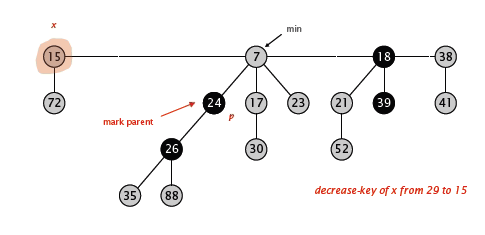 x
min
15 7 18 38
72 24 17 23 21 39 41
mark parent
p
26 30 52
35 88
decrease-key of x from 29 to 15